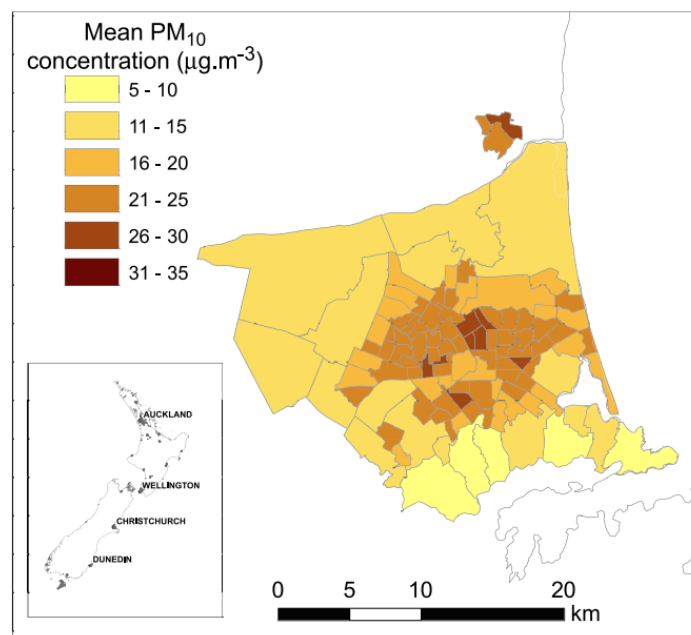 Mean PM₁₀
concentration (μg.m⁻³)
5 - 10
11 - 15
16 - 20
21 - 25
26 - 30
31 - 35
AUCKLAND
WELLINGTON
CHRISTCHURCH
DUNEDIN
0 5 10 20
km